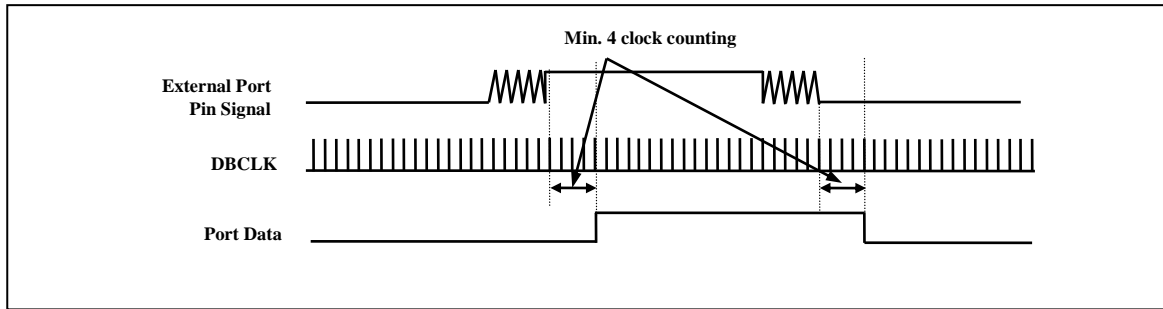 Min. 4 clock counting
External Port
Pin Signal
DBCLK
Port Data